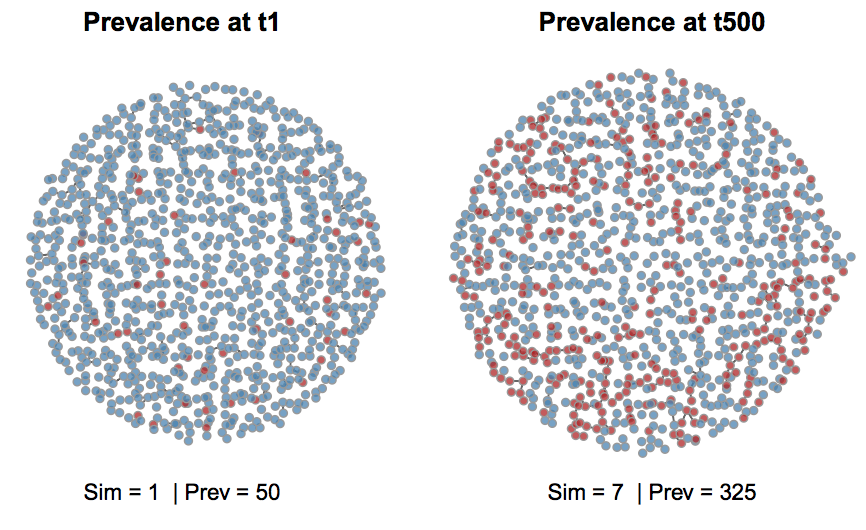 Prevalence at t1
Prevalence at t500
Sim = 1 | Prev = 50
Sim = 7 | Prev = 325